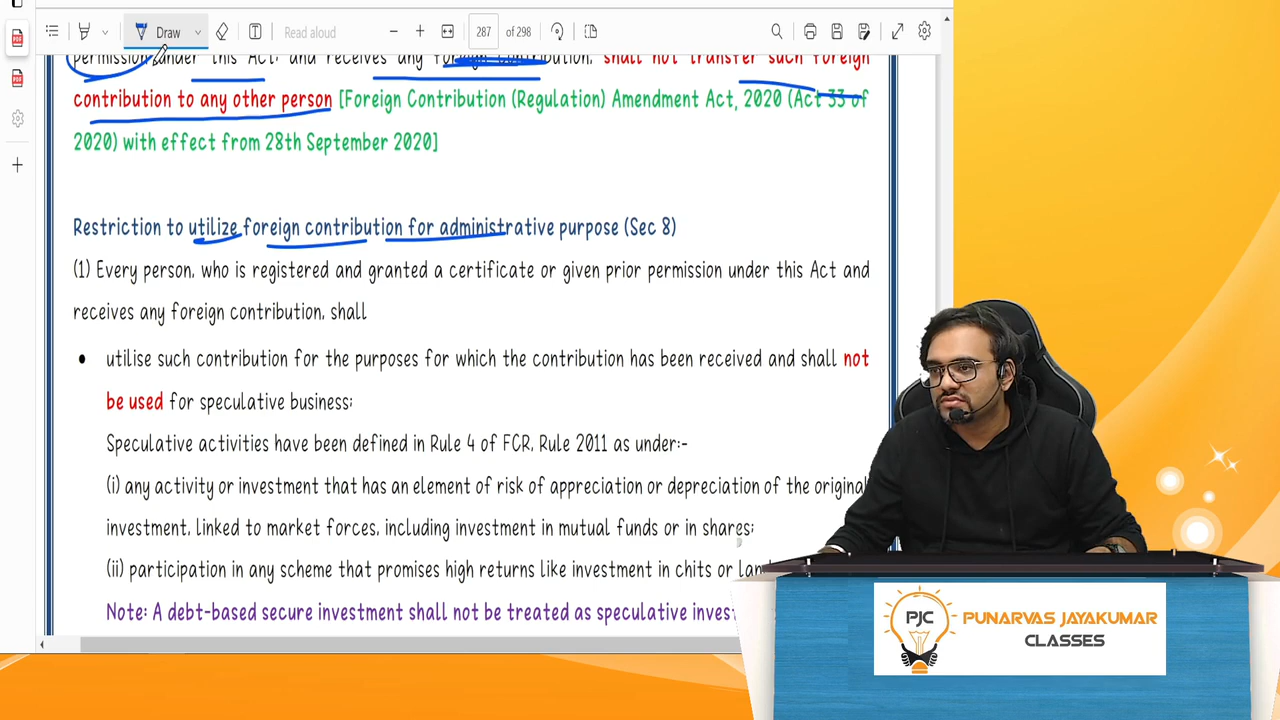 Draw
Read aloud
287 of 298
permission under this Act, and receives any foreign contribution, shall not transfer such foreign
contribution to any other person [Foreign Contribution (Regulation) Amendment Act, 2020 (Act 33 of
2020) with effect from 28th September 2020]
Restriction to utilize foreign contribution for administrative purpose (Sec 8)
(1) Every person, who is registered and granted a certificate or given prior permission under this Act and
receives any foreign contribution, shall
• utilise such contribution for the purposes for which the contribution has been received and shall not
be used for speculative business;
Speculative activities have been defined in Rule 4 of FCR, Rule 2011 as under:-
(i) any activity or investment that has an element of risk of appreciation or depreciation of the original
investment, linked to market forces, including investment in mutual funds or in shares;
(ii) participation in any scheme that promises high returns like investment in chits or
Note: A debt-based secure investment shall not be treated as speculative
PJC
PUNARVAS JAYAKUMAR
CLASSES